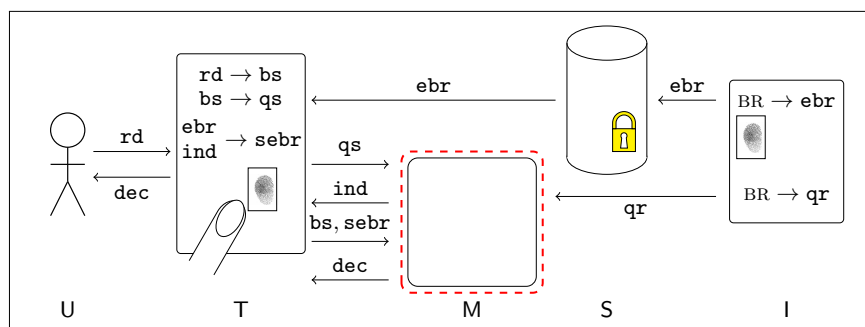 rd → bs
bs → qs
ebr
ind → sebr
rd
dec
ebr
qs
ind
bs, sebr
dec
ebr
qr
BR → ebr
BR → qr
U T M S I